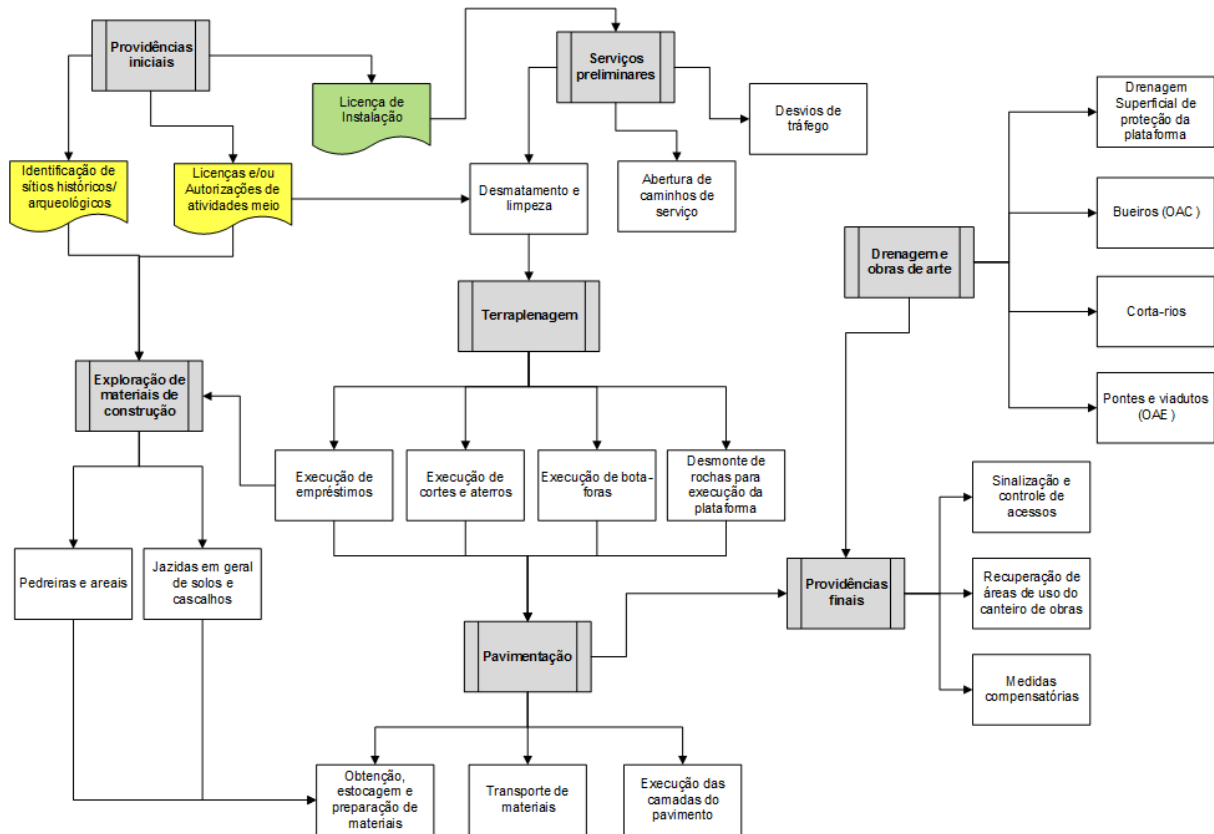 Providências
iniciais
Licença de
Instalação
Serviços
preliminares
Desvios de
tráfego
Drenagem
Superficial de
proteção da
plataforma
Identificação de
sítios históricos/
arqueológicos
Licenças e/ou
Autorizações de
atividades meio
Desmatamento e
limpeza
Abertura de
caminhos de
serviço
Bueiros (OAC )
Drenagem e
obras de arte
Terraplenagem
Corta-rios
Exploração de
materiais de
construção
Pontes e viadutos
(OAE )
Execução de
empréstimos
Execução de
cortes e aterros
Execução de bota-
foras
Desmonte de
rochas para
execução da
plataforma
Sinalização e
controle de
acessos
Pedreiras e areais
Jazidas em geral
de solos e
cascalhos
Providências
finais
Recuperação de
áreas de uso do
canteiro de obras
Pavimentação
Medidas
compensatórias
Obtenção,
estocagem e
preparação de
materiais
Transporte de
materiais
Execução das
camadas do
pavimento